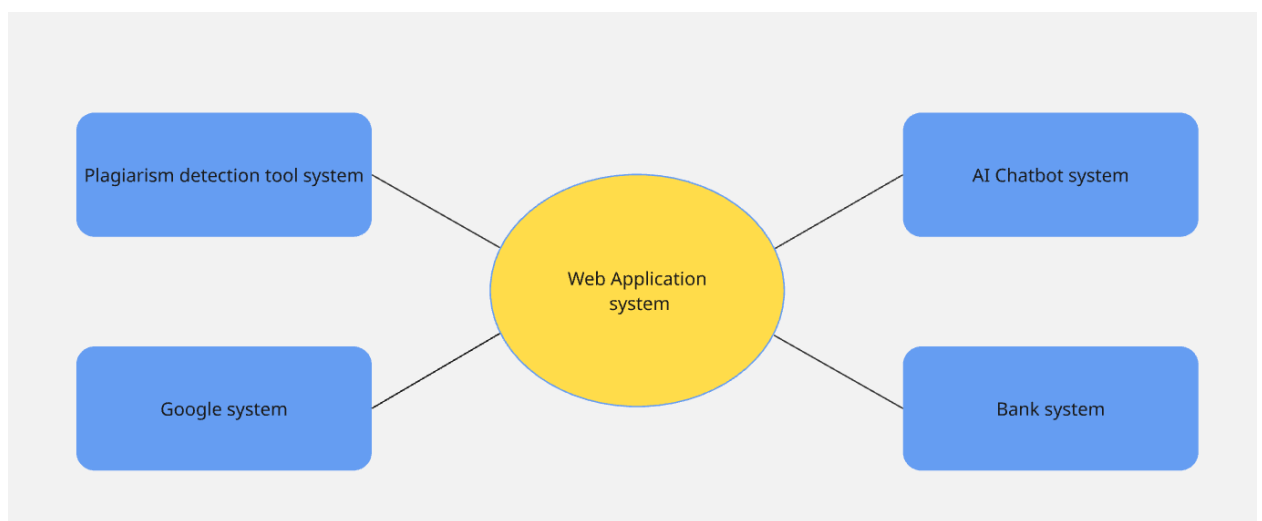 Plagiarism detection tool system
AI Chatbot system
Web Application
system
Google system
Bank system